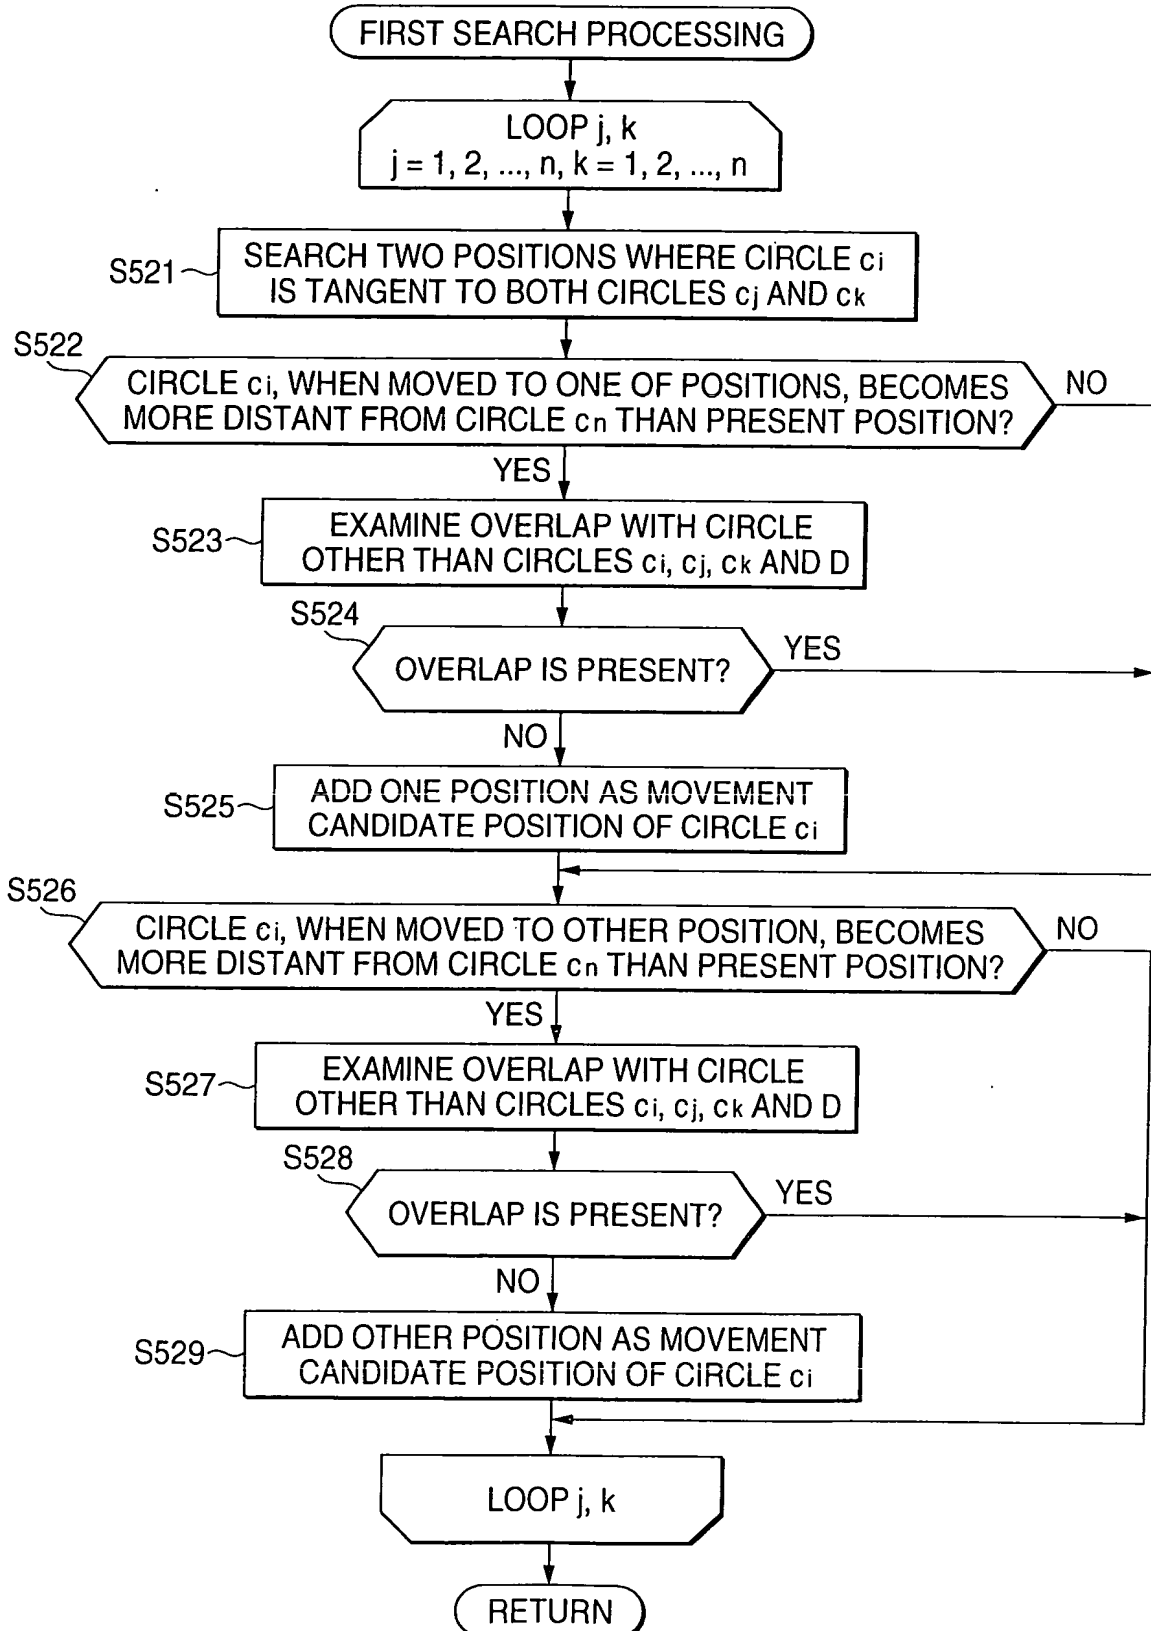 FIRST SEARCH PROCESSING
LOOP j, k
j = 1, 2, ..., n, k = 1, 2, ..., n
S521
SEARCH TWO POSITIONS WHERE CIRCLE ci
IS TANGENT TO BOTH CIRCLES cj AND ck
S522
CIRCLE ci, WHEN MOVED TO ONE OF POSITIONS, BECOMES
MORE DISTANT FROM CIRCLE cn THAN PRESENT POSITION?
NO
YES
S523
EXAMINE OVERLAP WITH CIRCLE
OTHER THAN CIRCLES ci, cj, ck AND D
S524
OVERLAP IS PRESENT?
YES
NO
S525
ADD ONE POSITION AS MOVEMENT
CANDIDATE POSITION OF CIRCLE ci
S526
CIRCLE ci, WHEN MOVED TO OTHER POSITION, BECOMES
MORE DISTANT FROM CIRCLE cn THAN PRESENT POSITION?
NO
YES
S527
EXAMINE OVERLAP WITH CIRCLE
OTHER THAN CIRCLES ci, cj, ck AND D
S528
OVERLAP IS PRESENT?
YES
NO
S529
ADD OTHER POSITION AS MOVEMENT
CANDIDATE POSITION OF CIRCLE ci
LOOP j, k
RETURN